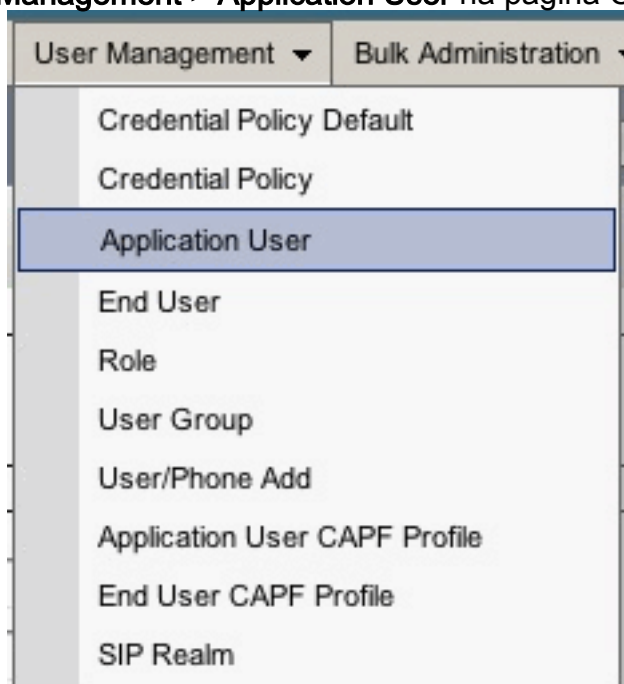 Management > Application User na página
User Management ▼ Bulk Administration
Credential Policy Default
Credential Policy
Application User
End User
Role
User Group
User/Phone Add
Application User CAPF Profile
End User CAPF Profile
SIP Realm